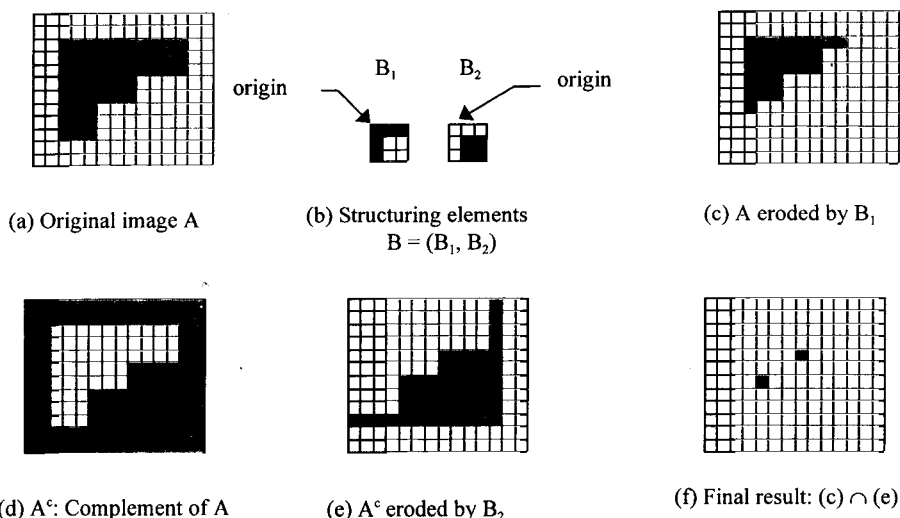 B₁
B₂
origin
origin
(a) Original image A
(b) Structuring elements
B = (B₁, B₂)
(c) A eroded by B₁
(d) Aᶜ: Complement of A
(e) Aᶜ eroded by B₂
(f) Final result: (c) ∩ (e)